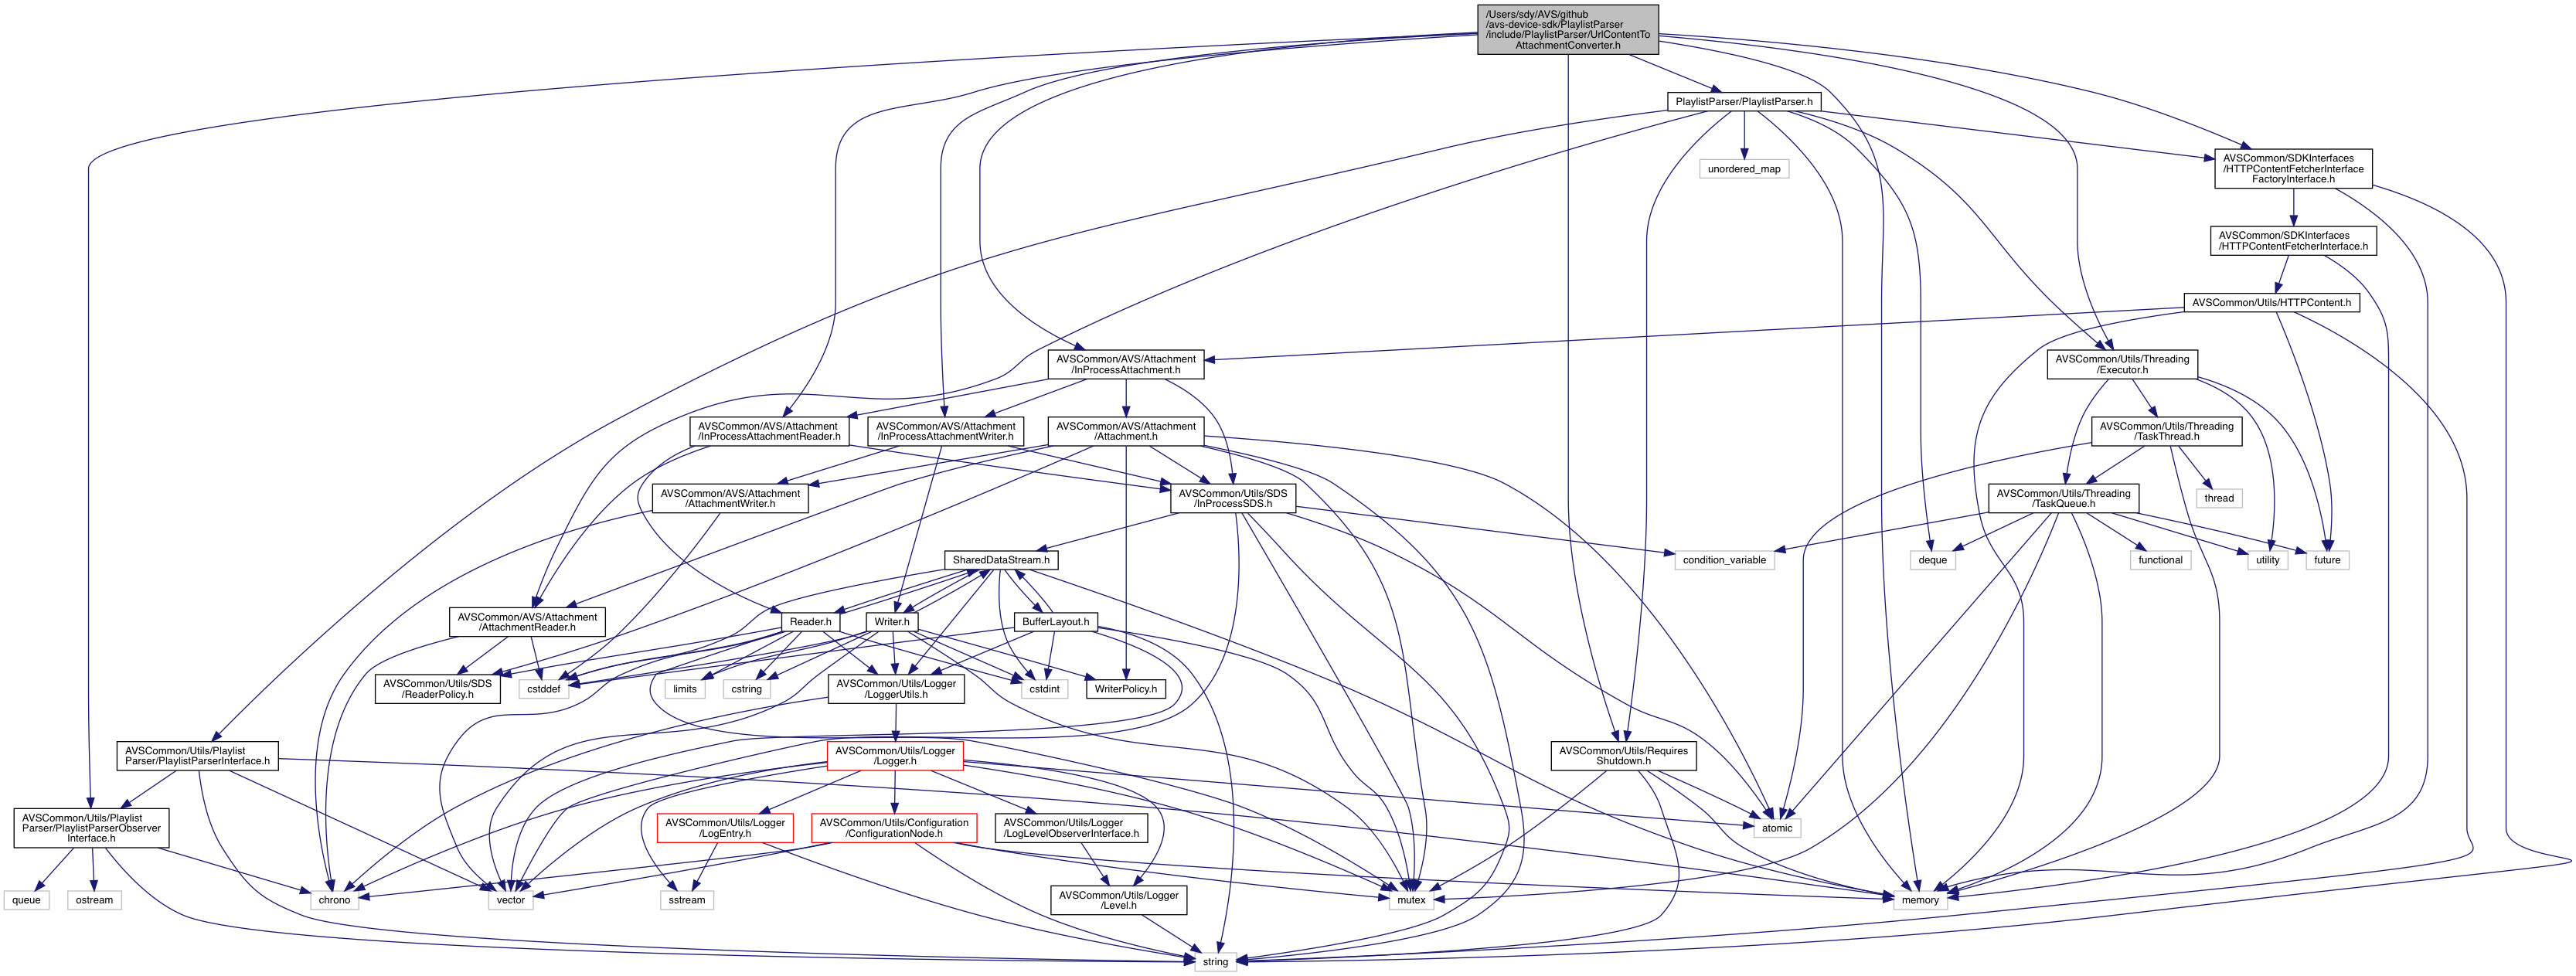 /Users/sdy/AVS/github
/avs-device-sdk/PlaylistParser
/include/PlaylistParser/UrlContentTo
AttachmentConverter.h
PlaylistParser/PlaylistParser.h
unordered_map
AVSCommon/SDKInterfaces
/HTTPContentFetcherInterface
FactoryInterface.h
AVSCommon/SDKInterfaces
/HTTPContentFetcherInterface.h
AVSCommon/Utils/HTTPContent.h
AVSCommon/AVS/Attachment
/InProcessAttachment.h
AVSCommon/Utils/Threading
/Executor.h
AVSCommon/AVS/Attachment
/InProcessAttachmentReader.h
AVSCommon/AVS/Attachment
/InProcessAttachmentWriter.h
AVSCommon/AVS/Attachment
/Attachment.h
AVSCommon/Utils/Threading
/TaskThread.h
AVSCommon/AVS/Attachment
/AttachmentWriter.h
AVSCommon/Utils/SDS
/InProcessSDS.h
AVSCommon/Utils/Threading
/TaskQueue.h
thread
SharedDataStream.h
condition_variable
deque
functional
utility
future
AVSCommon/AVS/Attachment
/AttachmentReader.h
Reader.h
Writer.h
BufferLayout.h
AVSCommon/Utils/SDS
/ReaderPolicy.h
cstddef
limits
cstring
AVSCommon/Utils/Logger
/LoggerUtils.h
cstdint
WriterPolicy.h
AVSCommon/Utils/Playlist
Parser/PlaylistParserInterface.h
AVSCommon/Utils/Logger
/Logger.h
AVSCommon/Utils/Requires
Shutdown.h
AVSCommon/Utils/Playlist
Parser/PlaylistParserObserver
Interface.h
AVSCommon/Utils/Logger
/LogEntry.h
AVSCommon/Utils/Configuration
/ConfigurationNode.h
AVSCommon/Utils/Logger
/LogLevelObserverInterface.h
atomic
queue
ostream
chrono
vector
sstream
AVSCommon/Utils/Logger
/Level.h
mutex
memory
string